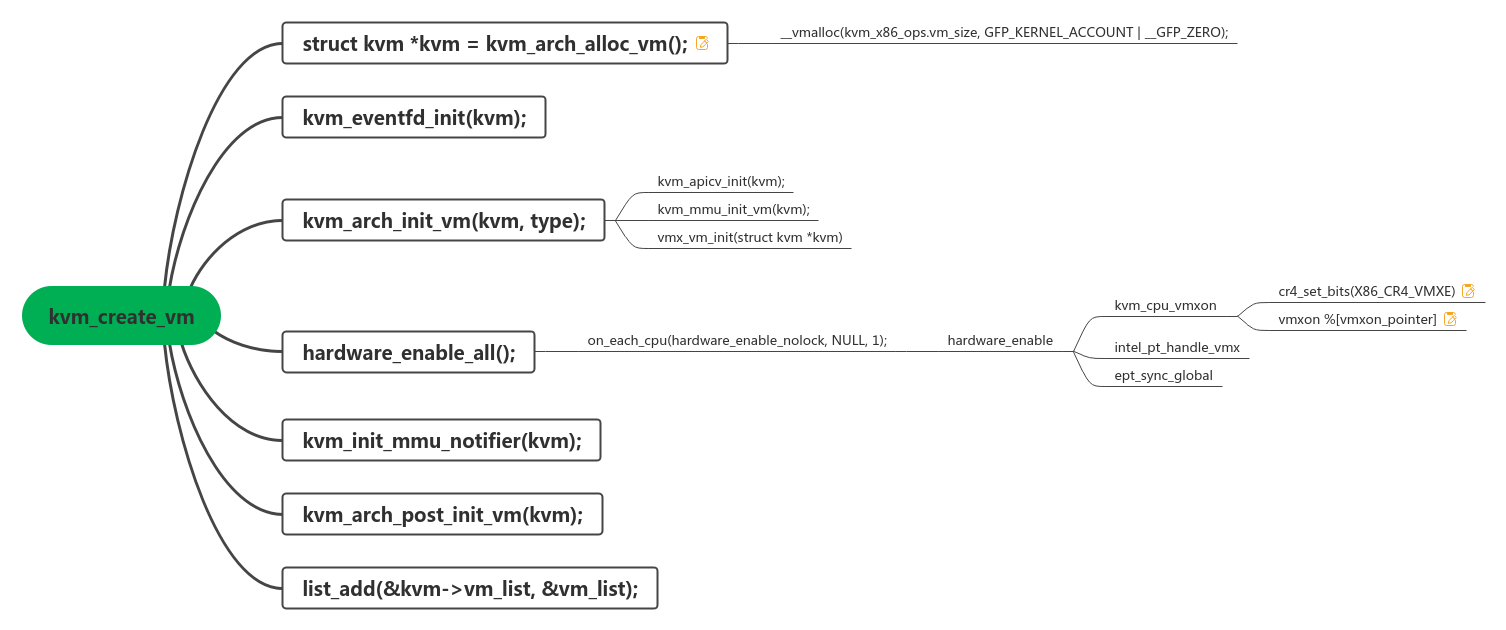 struct kvm *kvm = kvm_arch_alloc_vm();
__vmalloc(kvm_x86_ops.vm_size, GFP_KERNEL_ACCOUNT | __GFP_ZERO);
kvm_eventfd_init(kvm);
kvm_arch_init_vm(kvm, type);
kvm_apicv_init(kvm);
kvm_mmu_init_vm(kvm);
vmx_vm_init(struct kvm *kvm)
kvm_create_vm
hardware_enable_all();
on_each_cpu(hardware_enable_nolock, NULL, 1);
hardware_enable
kvm_cpu_vmxon
cr4_set_bits(X86_CR4_VMXE)
vmxon %[vmxon_pointer]
intel_pt_handle_vmx
ept_sync_global
kvm_init_mmu_notifier(kvm);
kvm_arch_post_init_vm(kvm);
list_add(&kvm->vm_list, &vm_list);